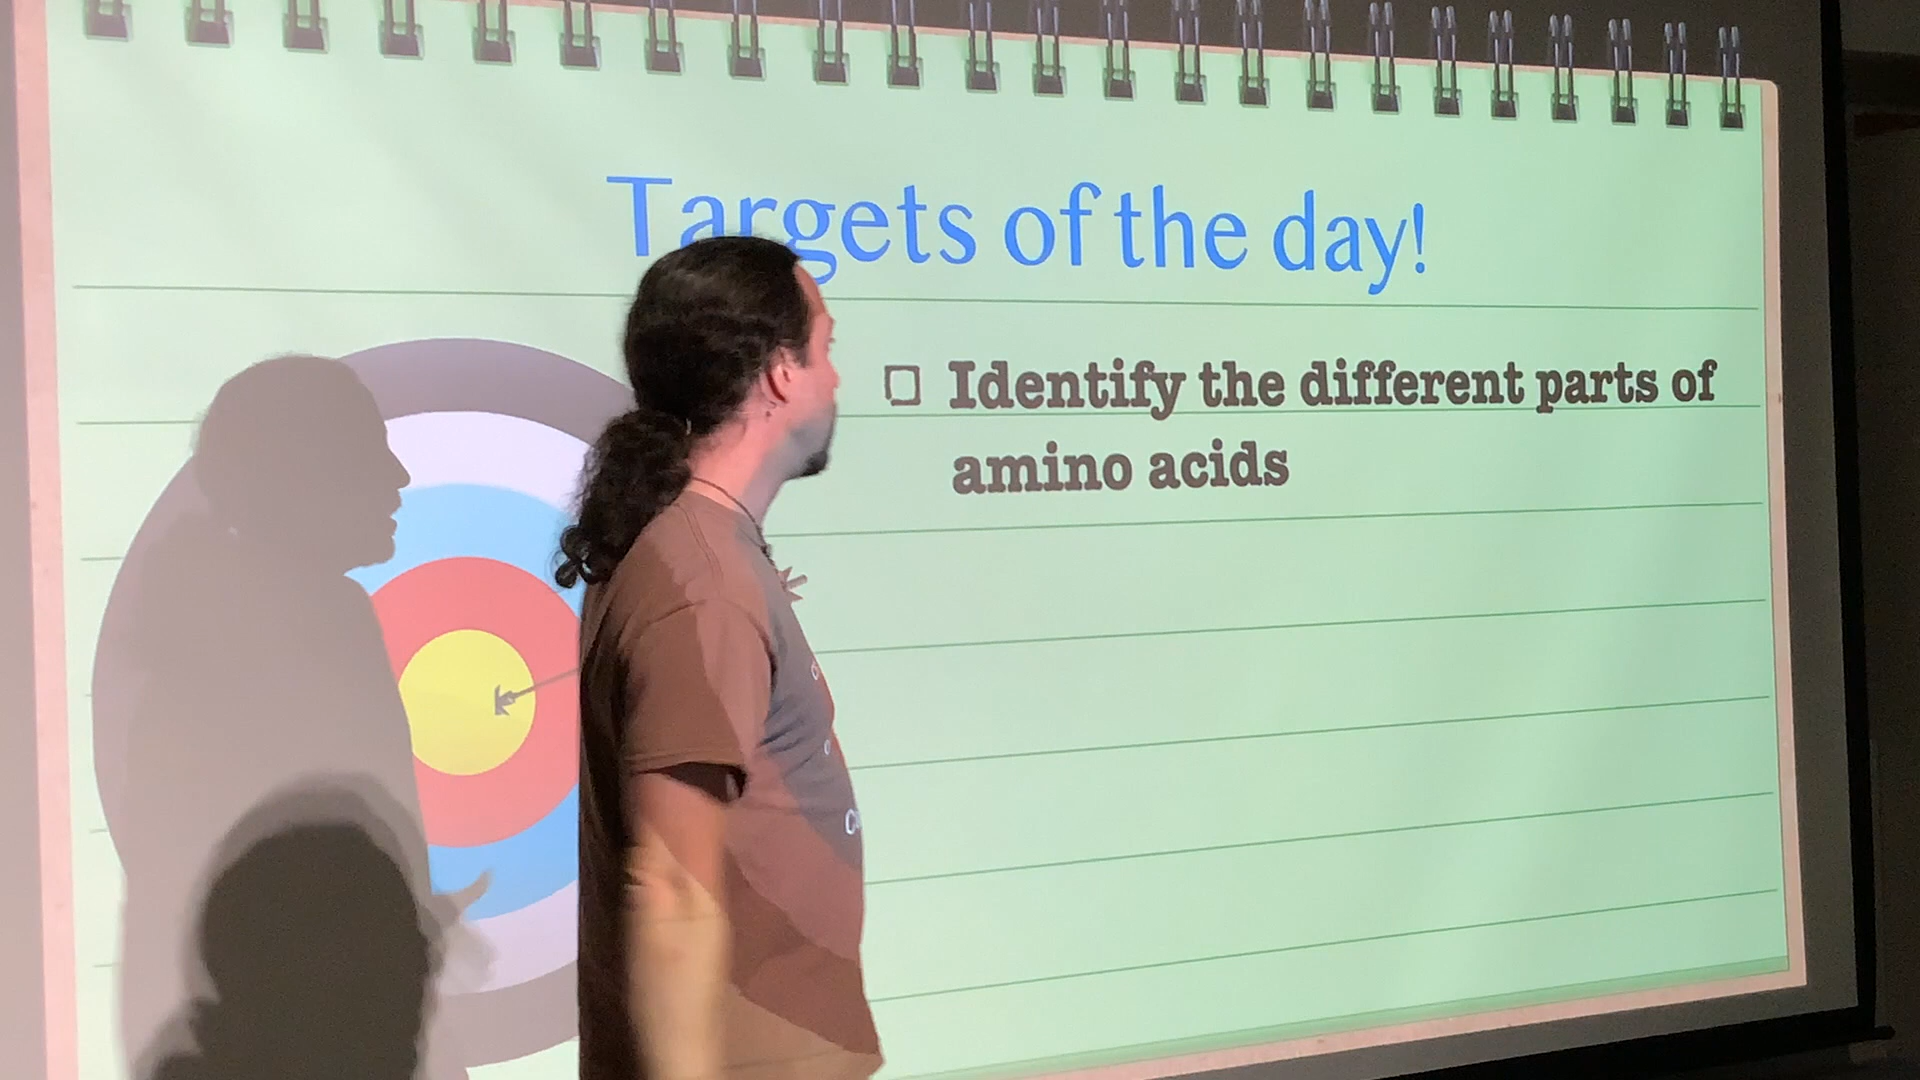 Targets of the day!
Identify the different parts of
amino acids